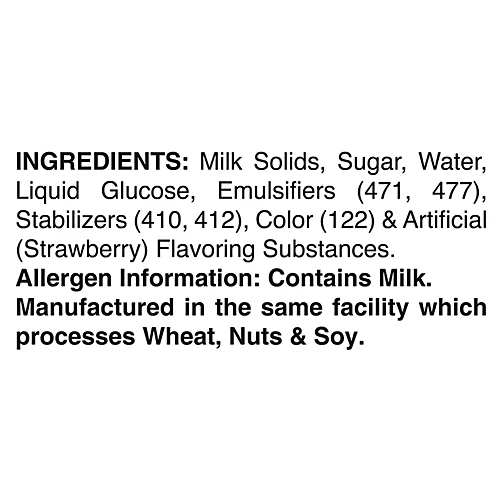 INGREDIENTS: Milk Solids, Sugar, Water,
Liquid Glucose, Emulsifiers (471, 477),
Stabilizers (410, 412), Color (122) & Artificial
(Strawberry) Flavoring Substances.
Allergen Information: Contains Milk.
Manufactured in the same facility which
processes Wheat, Nuts & Soy.